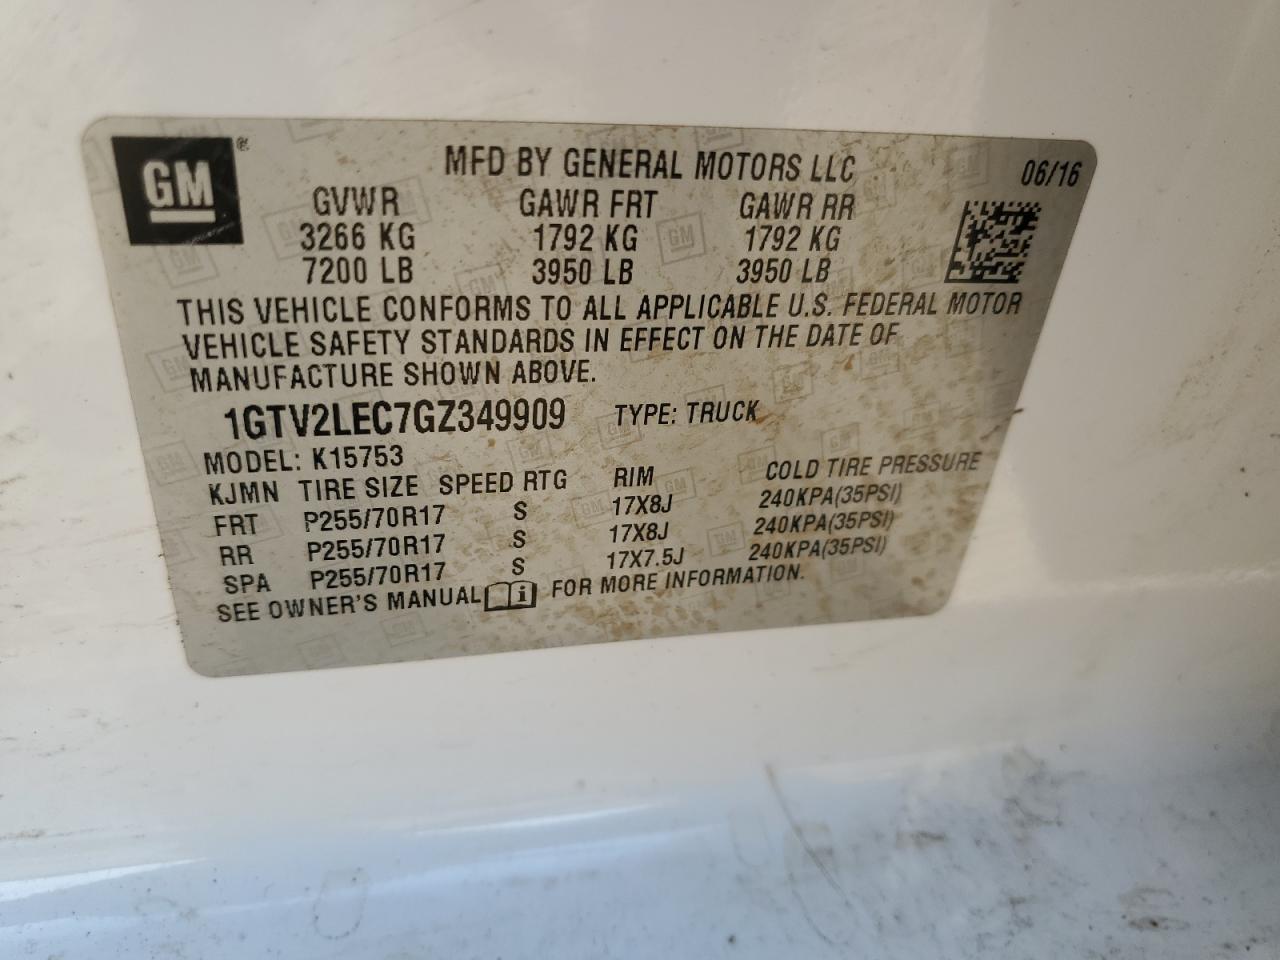 GM®
MFD BY GENERAL MOTORS LLC 06/16
GVWR GAWR FRT GAWR RR
3266 KG 1792 KG 1792 KG
7200 LB 3950 LB 3950 LB
THIS VEHICLE CONFORMS TO ALL APPLICABLE U.S. FEDERAL MOTOR
VEHICLE SAFETY STANDARDS IN EFFECT ON THE DATE OF
MANUFACTURE SHOWN ABOVE.
1GTV2LEC7GZ349909 TYPE: TRUCK
MODEL: K15753
KJMN TIRE SIZE SPEED RTG RIM COLD TIRE PRESSURE
FRT P255/70R17 S 17X8J 240KPA(35PSI)
RR P255/70R17 S 17X8J 240KPA(35PSI)
SPA P255/70R17 S 17X7.5J 240KPA(35PSI)
SEE OWNER'S MANUAL i FOR MORE INFORMATION.